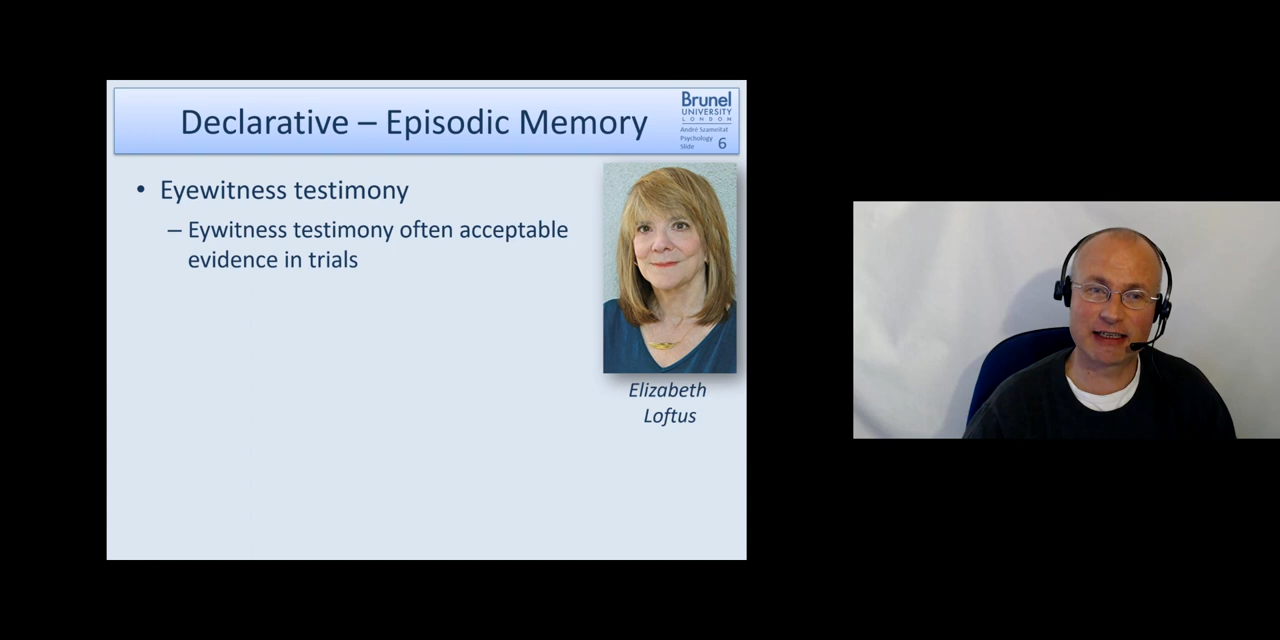 Declarative – Episodic Memory
Brunel
UNIVERSITY
LONDON
André Szameitat
Psychology
Slide 6
• Eyewitness testimony
– Eywitness testimony often acceptable
evidence in trials
Elizabeth
Loftus